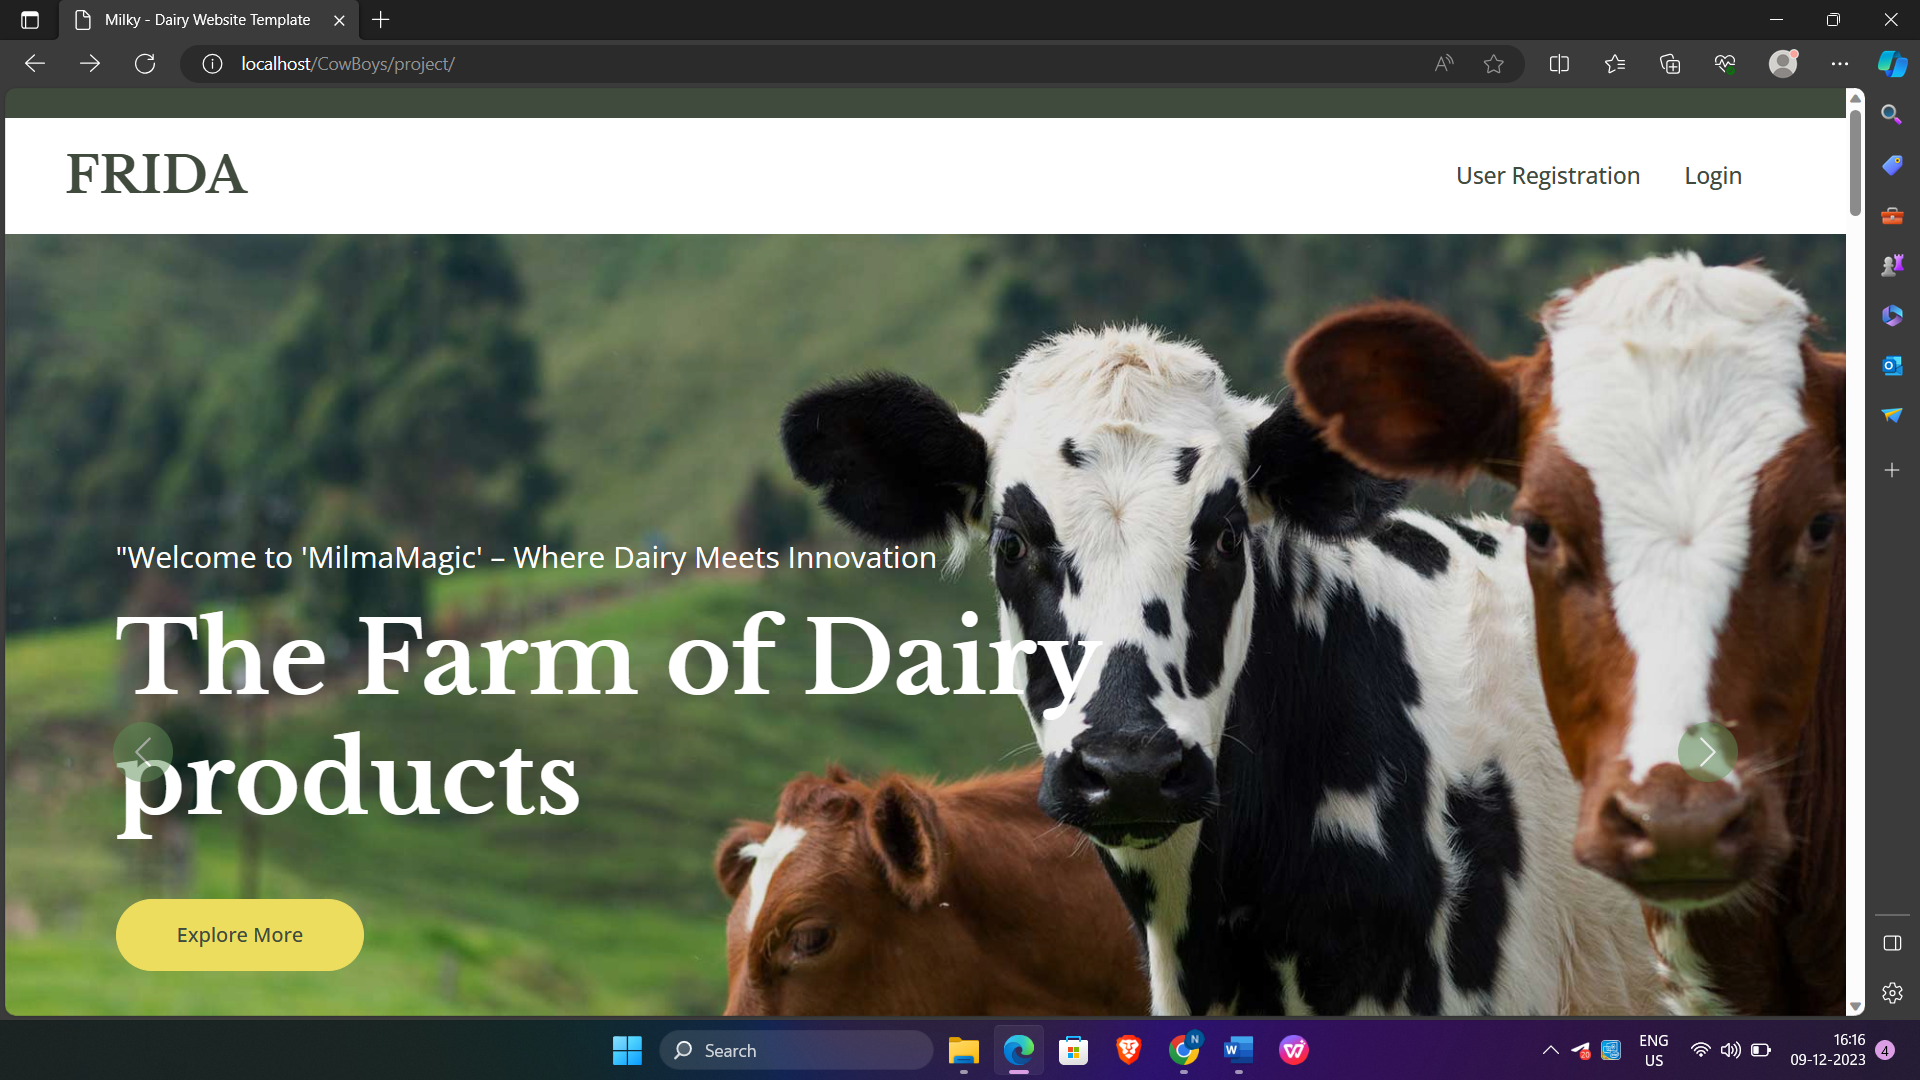 Milky - Dairy Website Template
localhost/CowBoys/project/
FRIDA
User Registration
Login
"Welcome to 'MilmaMagic' – Where Dairy Meets Innovation
The Farm of Dairy
products
Explore More
Search
N
W
20
ENG
US
16:16
09-12-2023
4